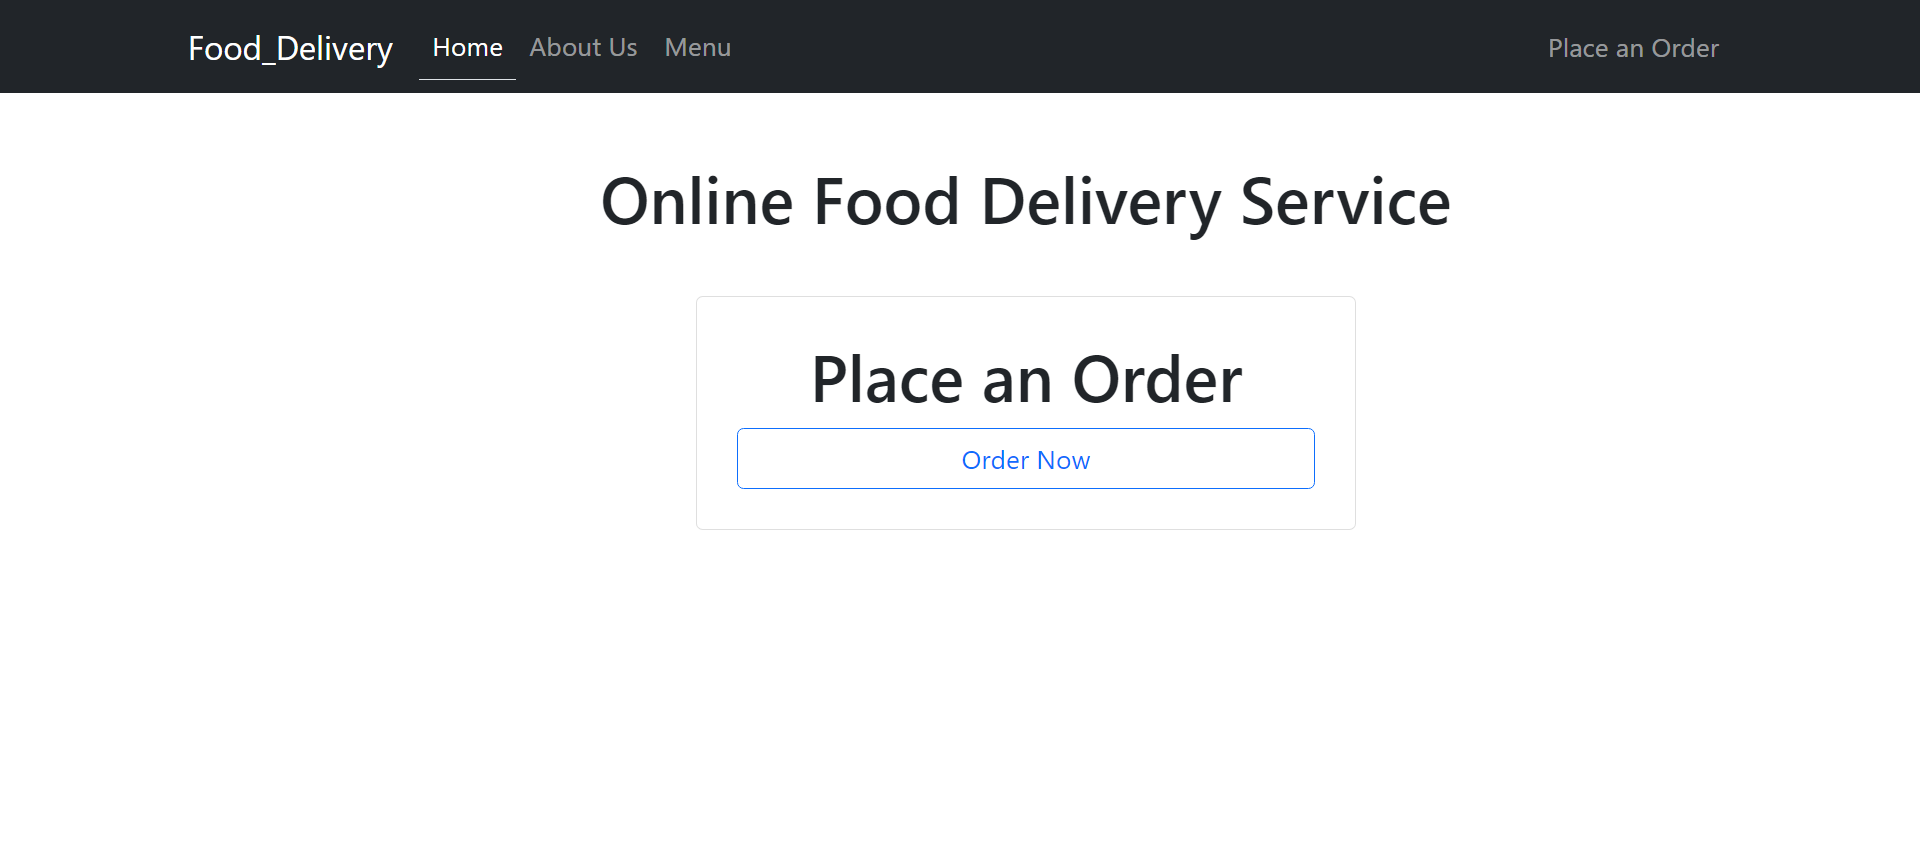 Food_Delivery Home About Us Menu Place an Order
Online Food Delivery Service
Place an Order
Order Now